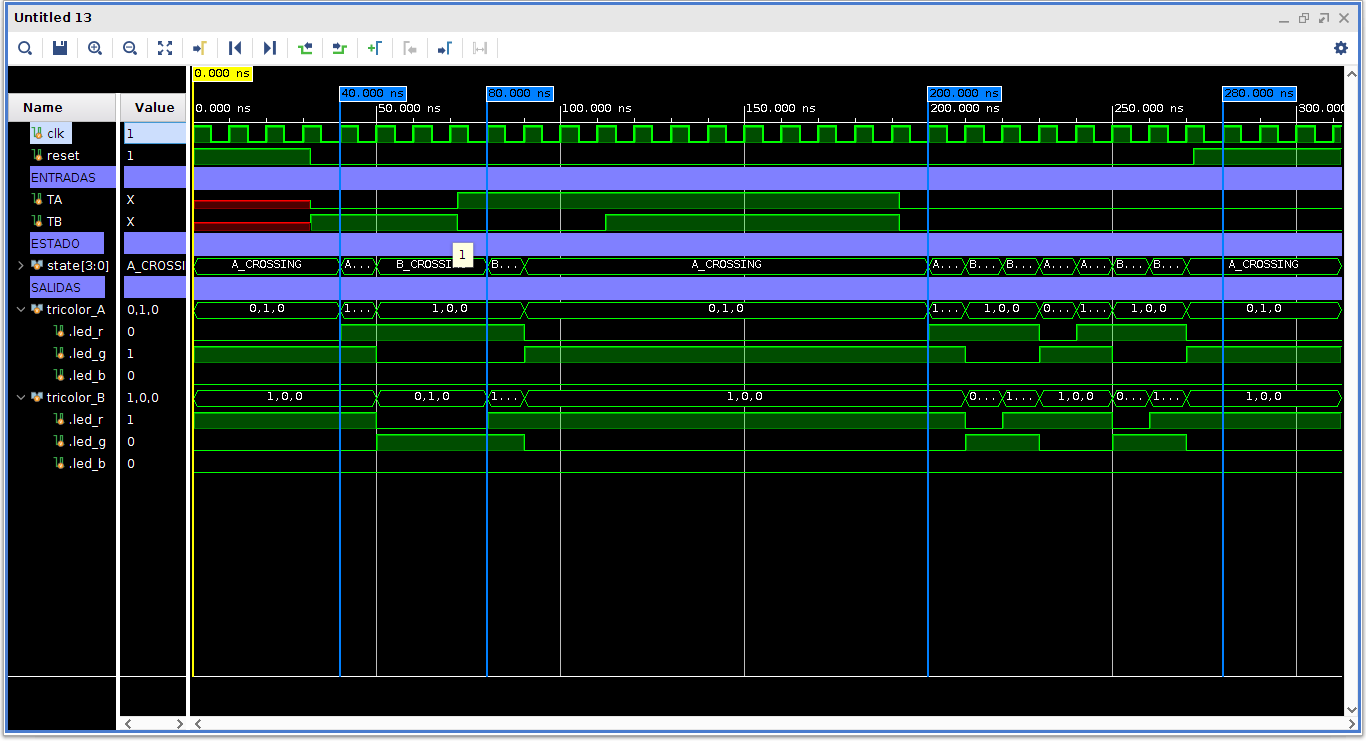 Untitled 13
0.000 ns
40.000 ns 80.000 ns 200.000 ns 280.000 ns
Name Value 0.000 ns 50.000 ns 100.000 ns 150.000 ns 200.000 ns 250.000 ns 300.000
clk 1
reset 1
ENTRADAS
TA X
TB X
ESTADO
1
state[3:0] A_CROSSI A_CROSSING A... B_CROSSI B... A_CROSSING A... B... B... A... A... B... B... A_CROSSING
SALIDAS
tricolor_A 0,1,0 0,1,0 1... 1,0,0 0,1,0 1... 1,0,0 0... 1... 1,0,0 0,1,0
.led_r 0
.led_g 1
.led_b 0
tricolor_B 1,0,0 1,0,0 0,1,0 1... 1,0,0 0... 1... 1,0,0 0... 1... 1,0,0
.led_r 1
.led_g 0
.led_b 0